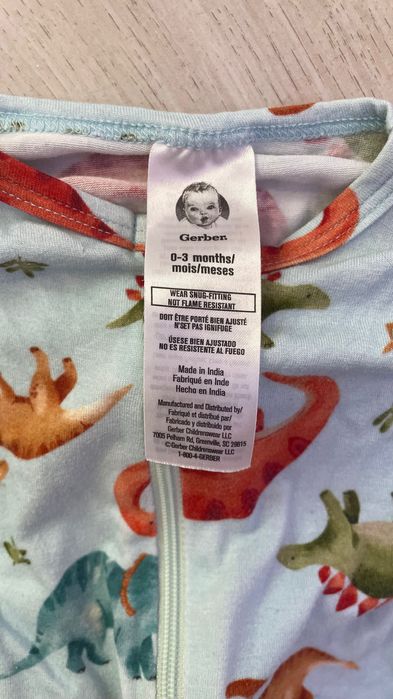 Gerber.
0-3 months/
mois/meses
WEAR SNUG-FITTING
NOT FLAME RESISTANT
DOIT ÊTRE PORTÉ BIEN AJUSTÉ
N'SET PAS IGNIFUGE
ÚSESE BIEN AJUSTADO
NO ES RESISTENTE AL FUEGO
Made in India
Fabriqué en Inde
Hecho en India
Manufactured and Distributed by/
Fabriqué et distribué par/
Fabricado y distribuido por
Gerber Childrenswear LLC
7005 Pelham Rd, Greenville, SC 29615
©Gerber Childrenswear LLC
1-800-4-GERBER